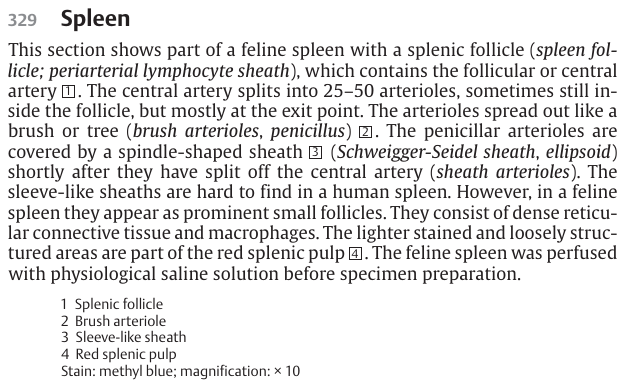 329 Spleen
This section shows part of a feline spleen with a splenic follicle (spleen fol-
licle; periarterial lymphocyte sheath), which contains the follicular or central
artery 1. The central artery splits into 25–50 arterioles, sometimes still in-
side the follicle, but mostly at the exit point. The arterioles spread out like a
brush or tree (brush arterioles, penicillus) 2. The penicillar arterioles are
covered by a spindle-shaped sheath 3 (Schweigger-Seidel sheath, ellipsoid)
shortly after they have split off the central artery (sheath arterioles). The
sleeve-like sheaths are hard to find in a human spleen. However, in a feline
spleen they appear as prominent small follicles. They consist of dense reticu-
lar connective tissue and macrophages. The lighter stained and loosely struc-
tured areas are part of the red splenic pulp 4. The feline spleen was perfused
with physiological saline solution before specimen preparation.
1 Splenic follicle
2 Brush arteriole
3 Sleeve-like sheath
4 Red splenic pulp
Stain: methyl blue; magnification: × 10